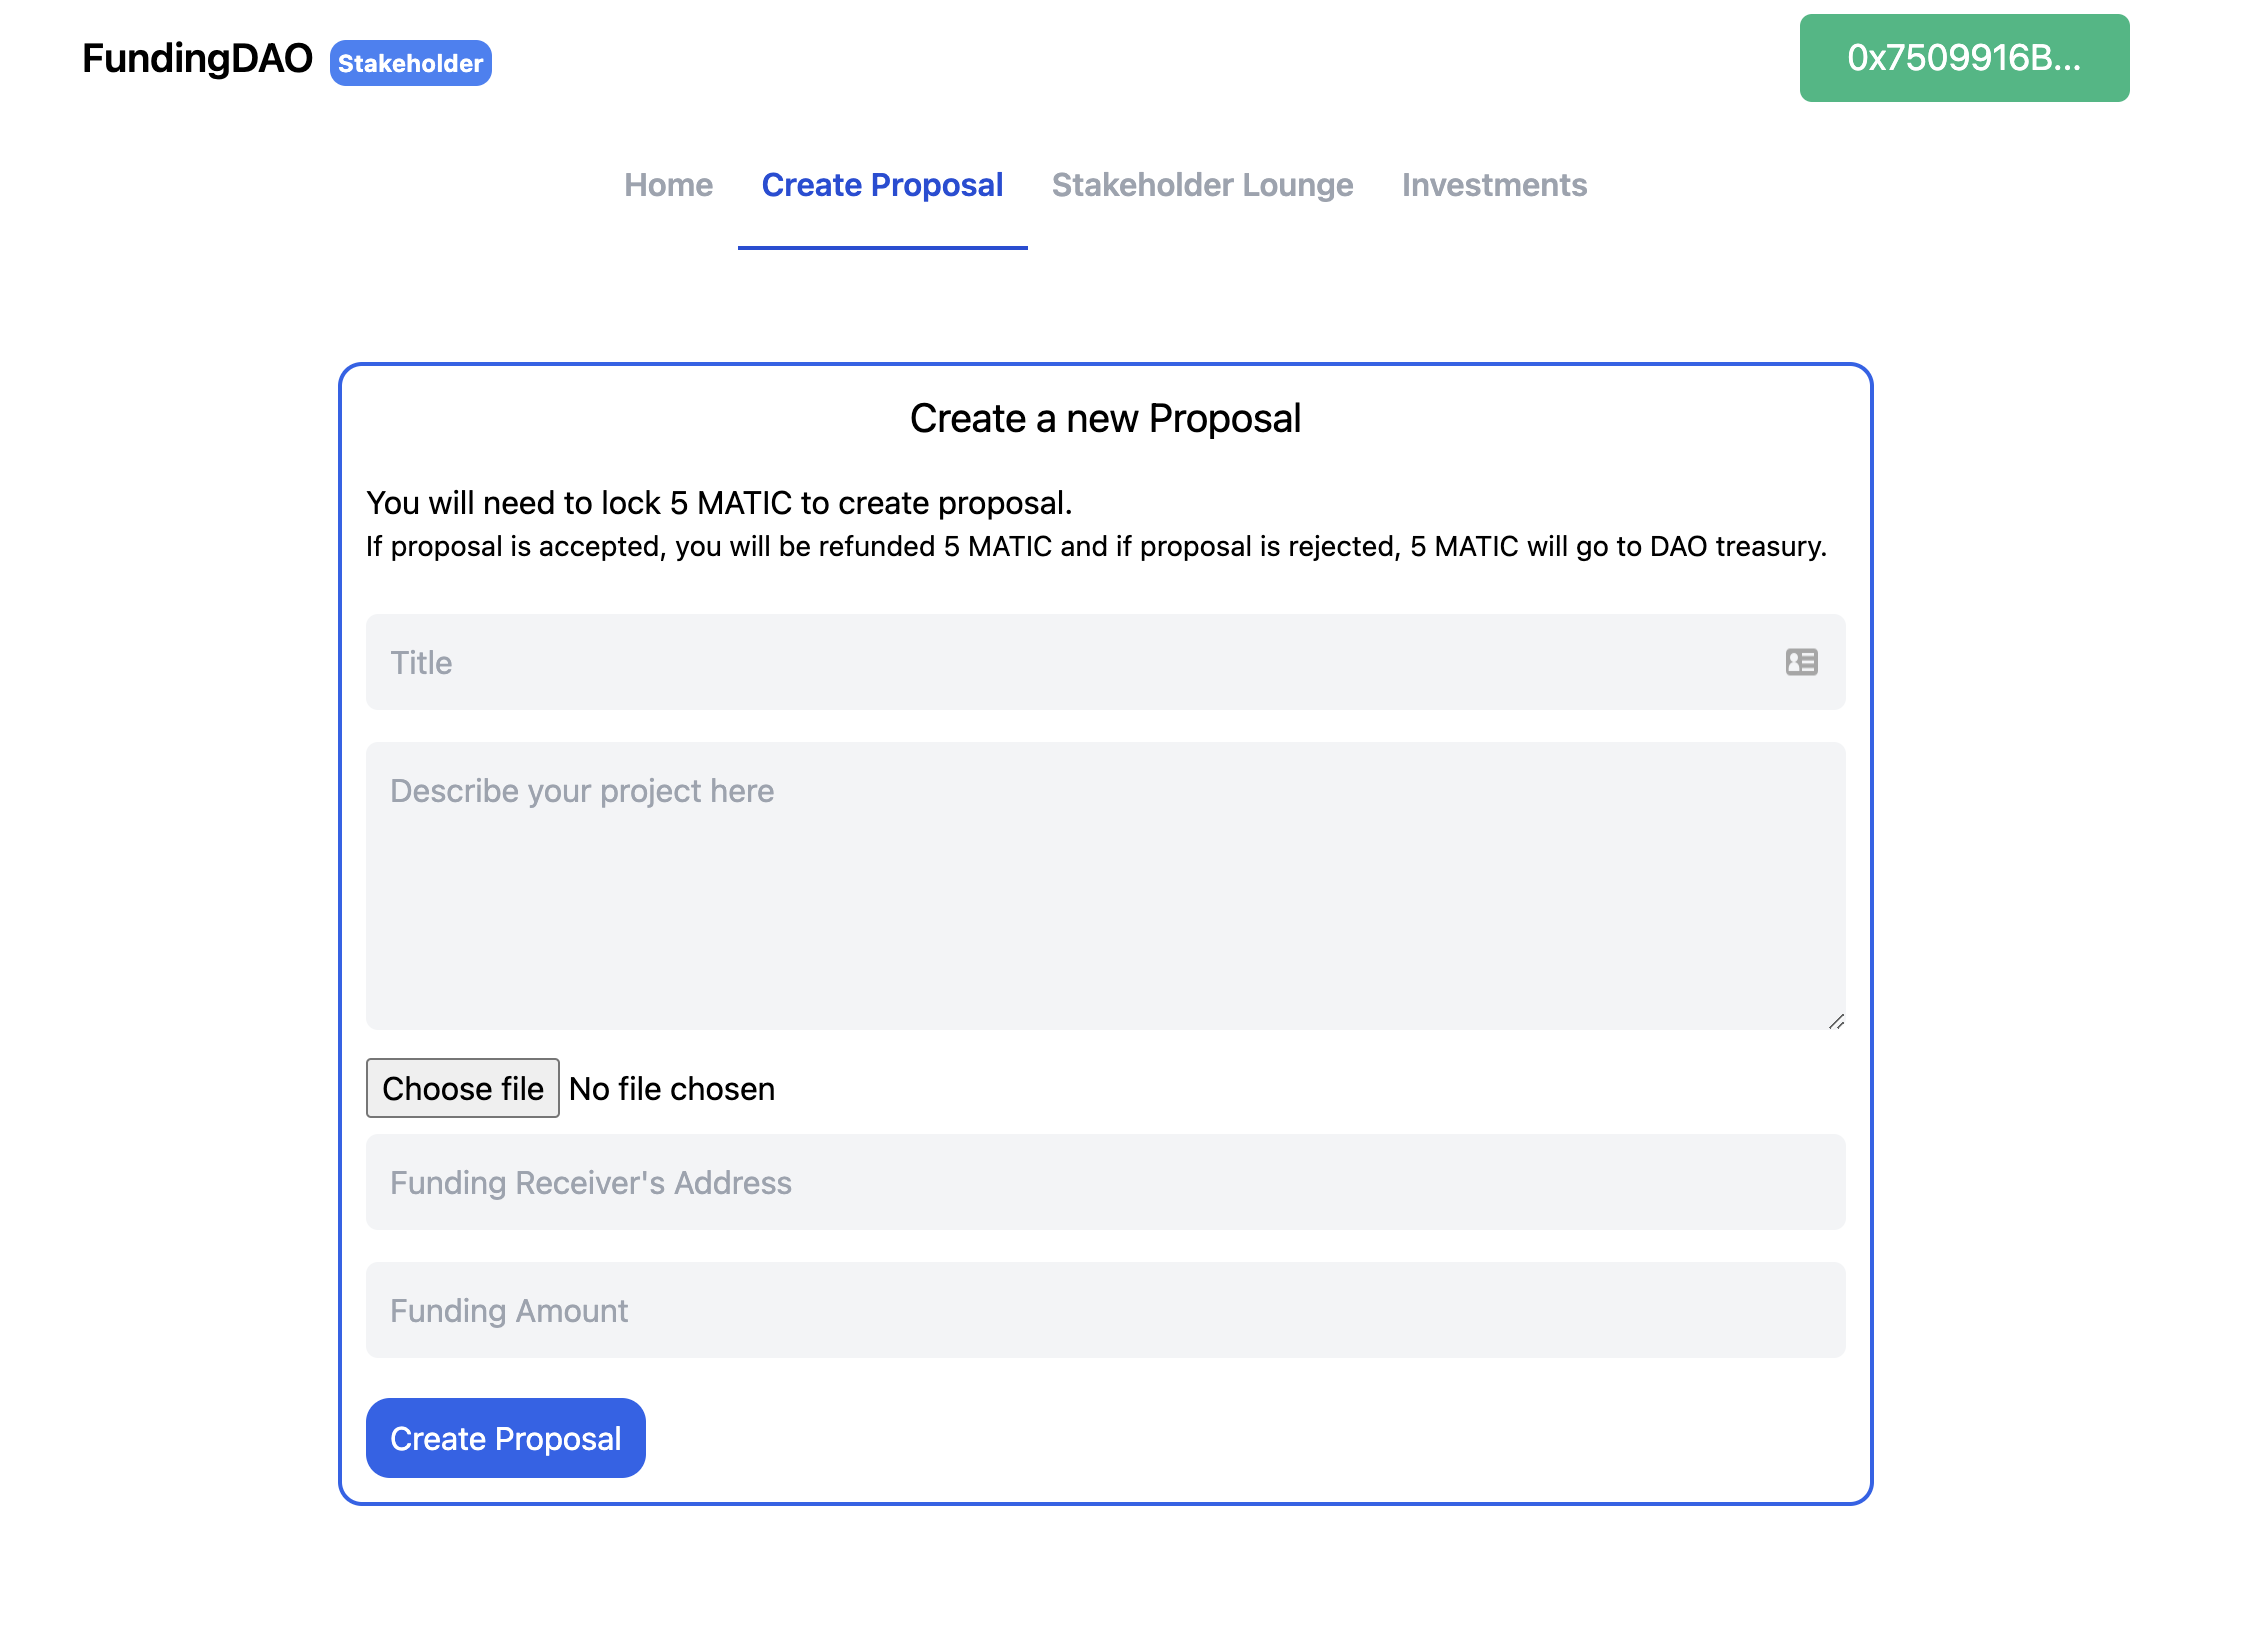 FundingDAO Stakeholder
0x7509916B...
Home Create Proposal Stakeholder Lounge Investments
Create a new Proposal
You will need to lock 5 MATIC to create proposal.
If proposal is accepted, you will be refunded 5 MATIC and if proposal is rejected, 5 MATIC will go to DAO treasury.
Title
Describe your project here
Choose file No file chosen
Funding Receiver's Address
Funding Amount
Create Proposal